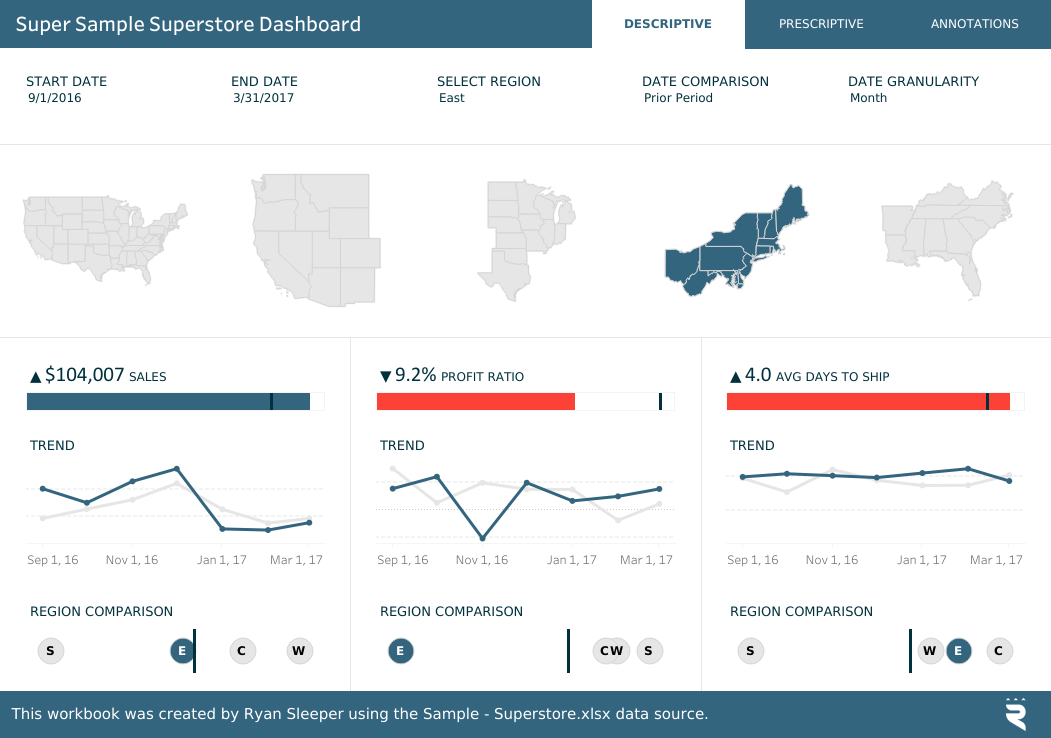 Super Sample Superstore Dashboard
DESCRIPTIVE
PRESCRIPTIVE
ANNOTATIONS
START DATE
9/1/2016
END DATE
3/31/2017
SELECT REGION
East
DATE COMPARISON
Prior Period
DATE GRANULARITY
Month
▲ $104,007 SALES
TREND
Sep 1, 16 Nov 1, 16 Jan 1, 17 Mar 1, 17
REGION COMPARISON
S E C W
▼ 9.2% PROFIT RATIO
TREND
Sep 1, 16 Nov 1, 16 Jan 1, 17 Mar 1, 17
REGION COMPARISON
E C W S
▲ 4.0 AVG DAYS TO SHIP
TREND
Sep 1, 16 Nov 1, 16 Jan 1, 17 Mar 1, 17
REGION COMPARISON
S W E C
This workbook was created by Ryan Sleeper using the Sample - Superstore.xlsx data source.